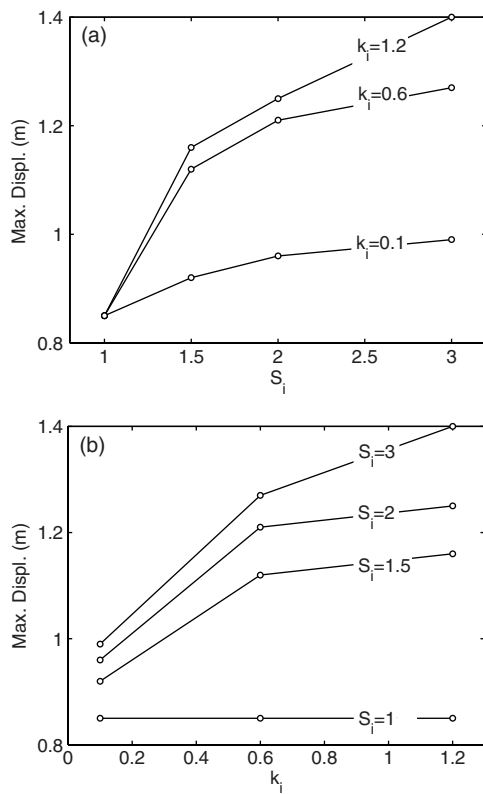 1.4
(a)
k_i=1.2
k_i=0.6
1.2
Max. Displ. (m)
1
k_i=0.1
0.8
1 1.5 2 2.5 3
S_i
1.4
(b)
S_i=3
S_i=2
1.2
S_i=1.5
Max. Displ. (m)
1
S_i=1
0.8
0 0.2 0.4 0.6 0.8 1 1.2
k_i